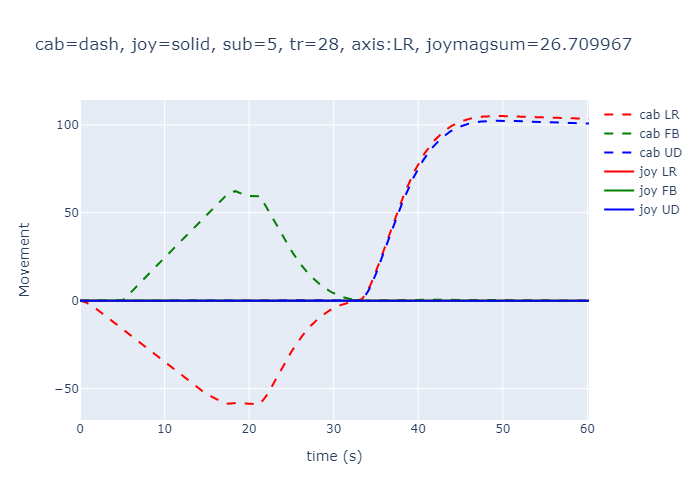 cab=dash, joy=solid, sub=5, tr=28, axis:LR, joymagsum=26.709967
cab LR
cab FB
cab UD
joy LR
joy FB
joy UD
Movement
100
50
0
−50
0 10 20 30 40 50 60
time (s)